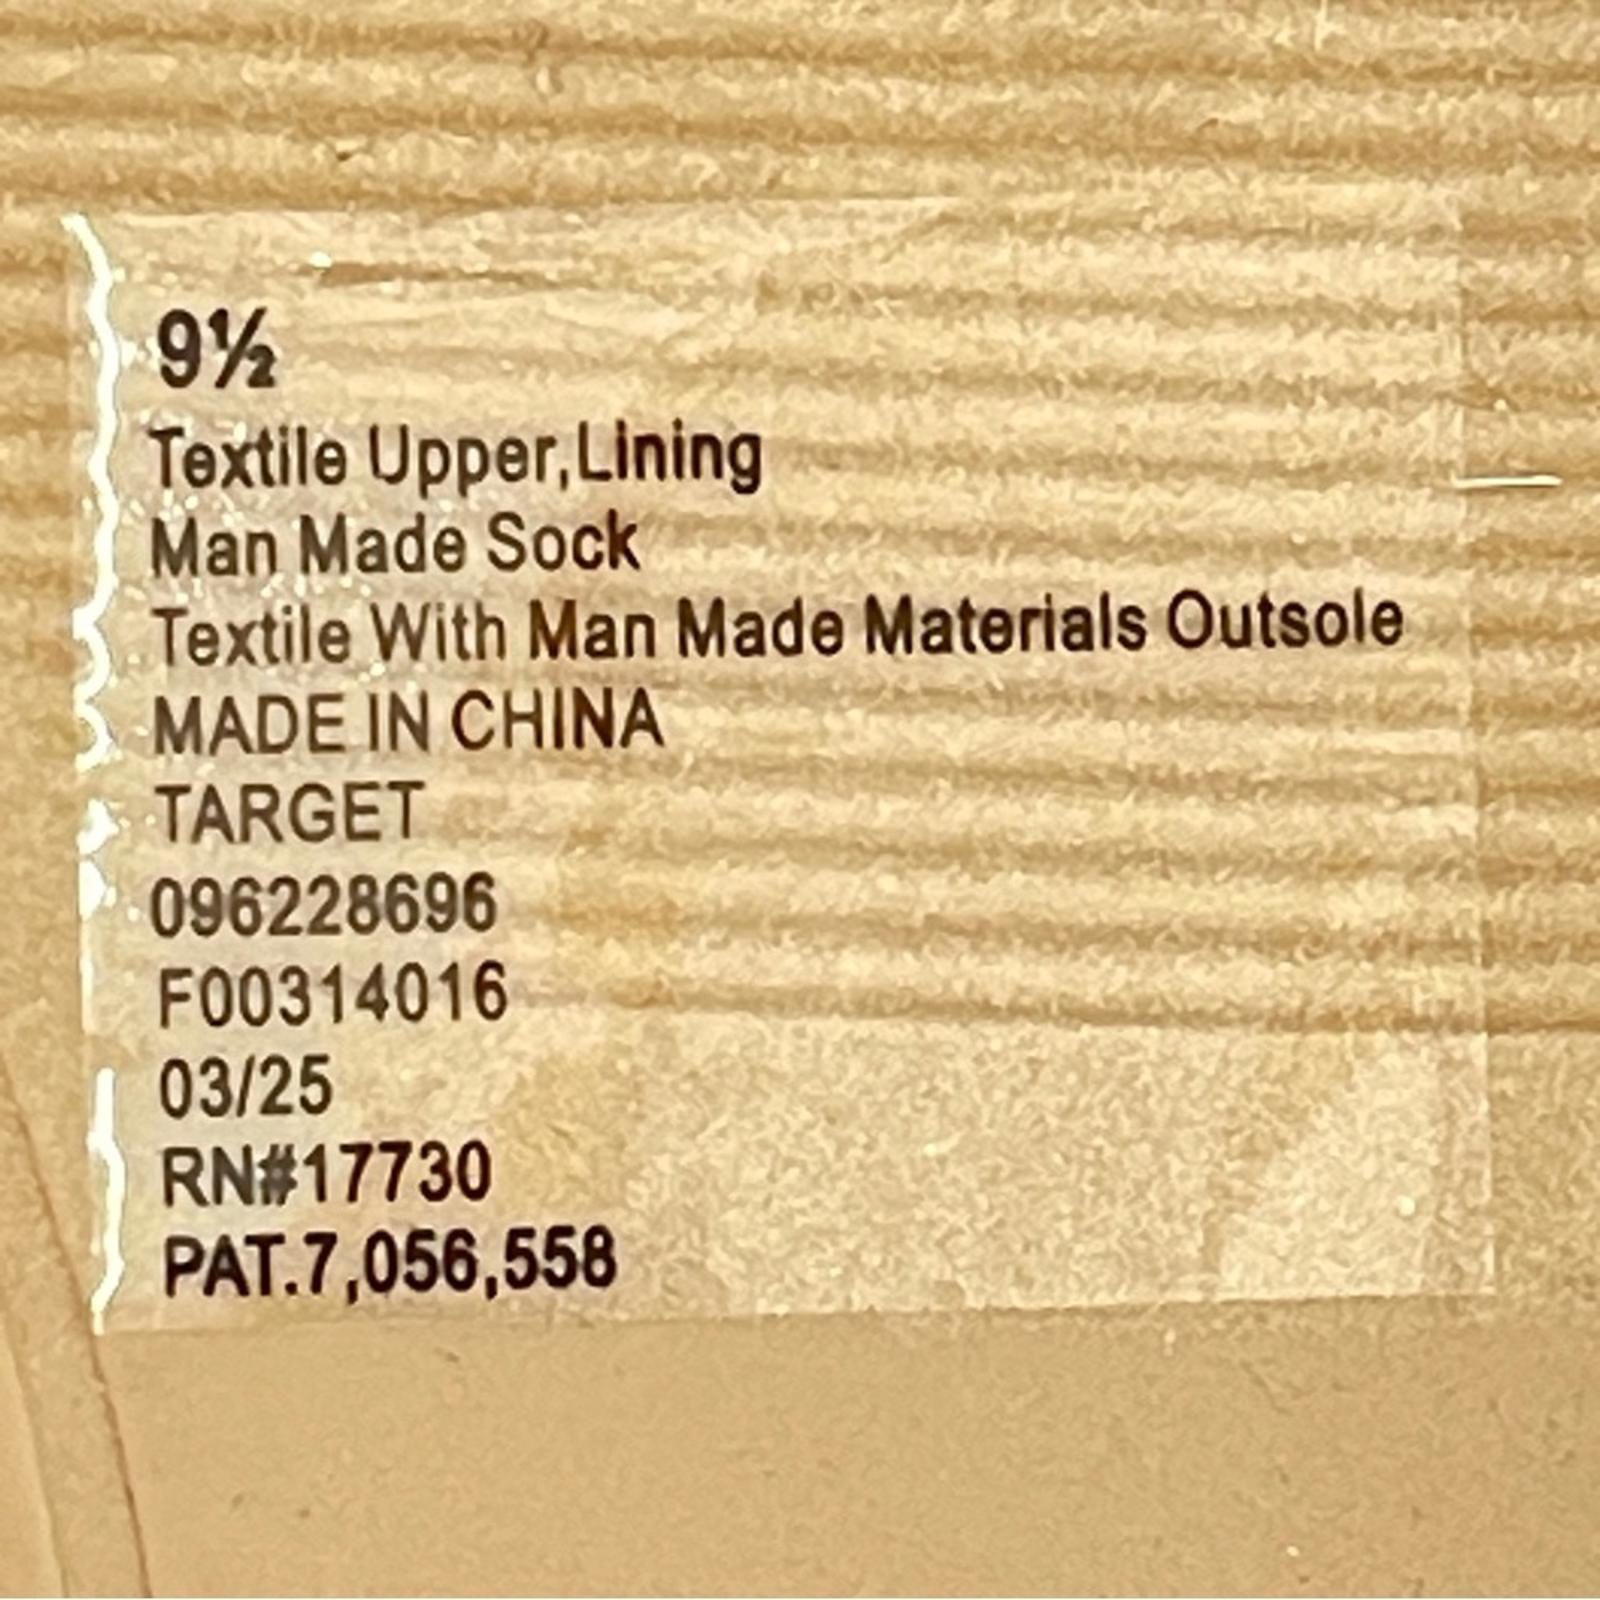 9½
Textile Upper,Lining
Man Made Sock
Textile With Man Made Materials Outsole
MADE IN CHINA
TARGET
096228696
F00314016
03/25
RN#17730
PAT.7,056,558